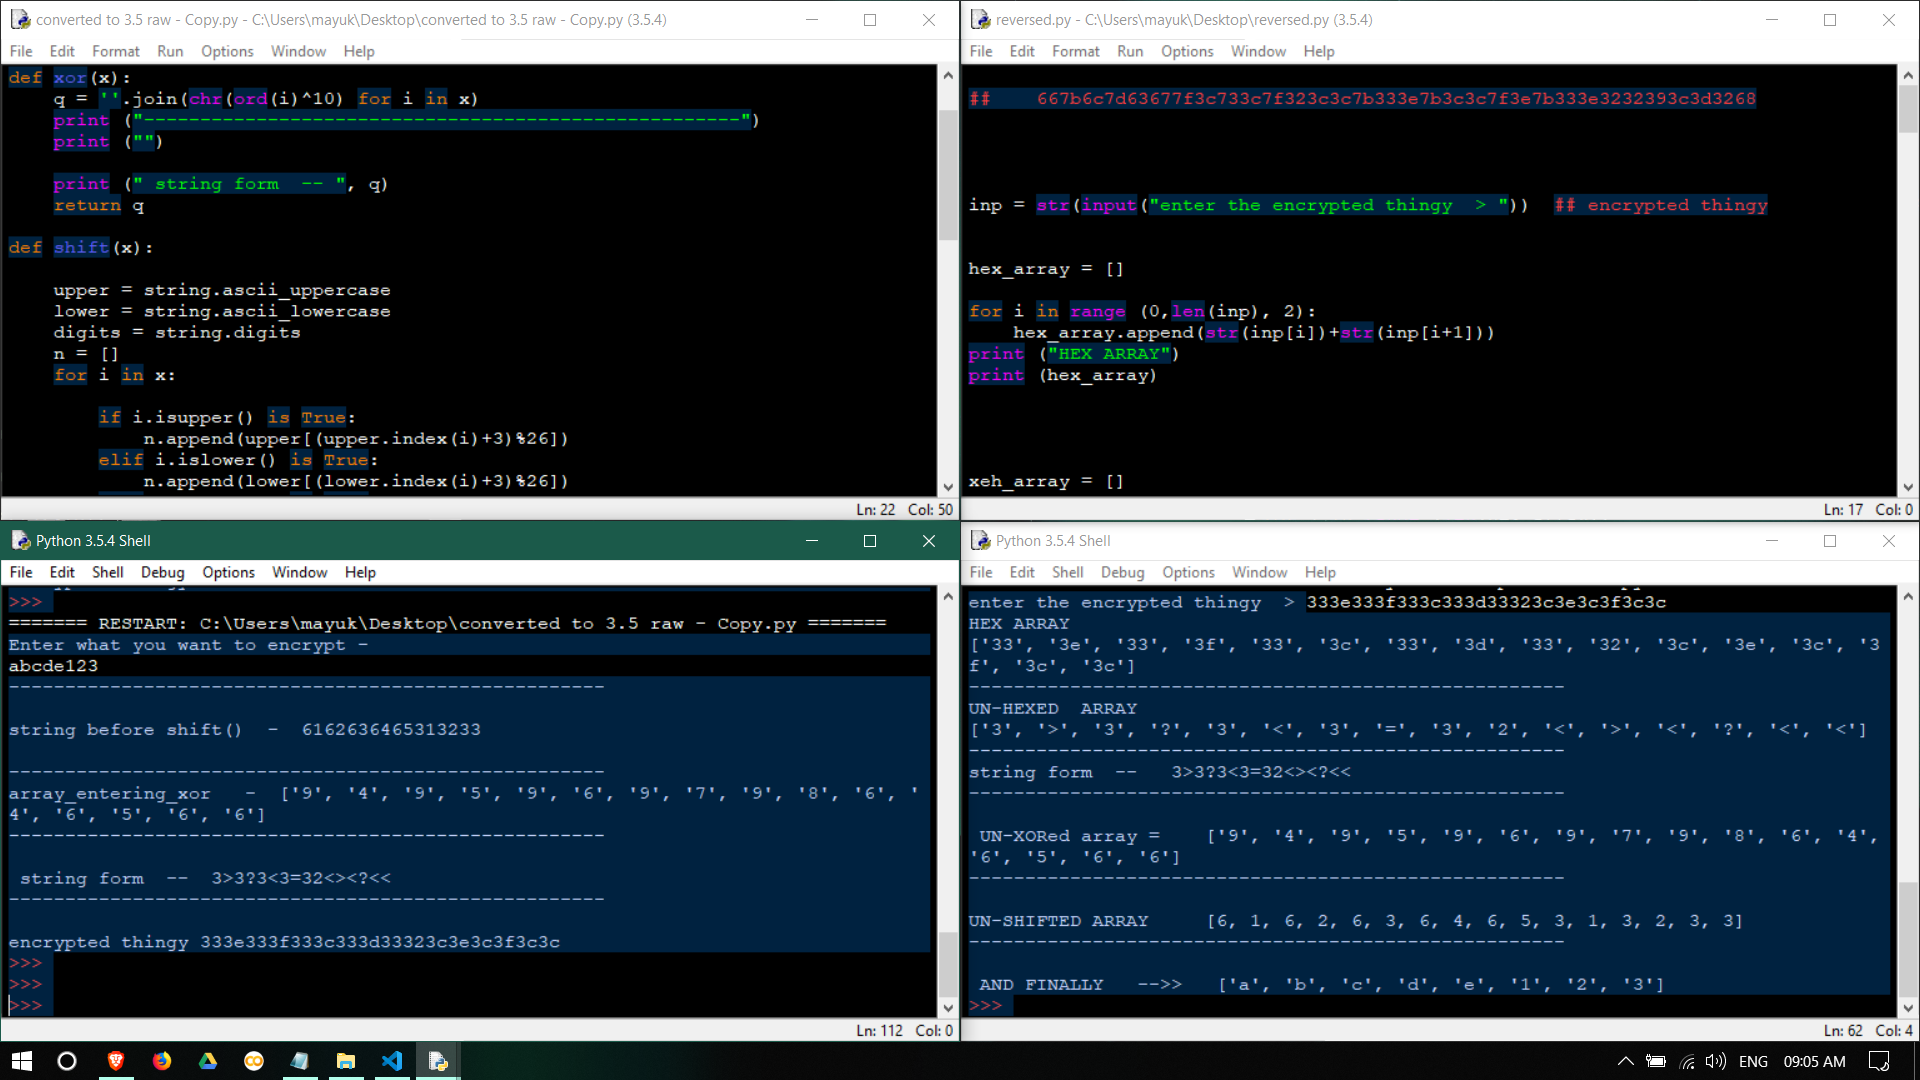 converted to 3.5 raw - Copy.py - C:\Users\mayuk\Desktop\converted to 3.5 raw - Copy.py (3.5.4)
File Edit Format Run Options Window Help
def xor(x):
    q = ''.join(chr(ord(i)^10) for i in x)
    print ("-----------------------------------------------------")
    print ("")
    print (" string form  -- ", q)
    return q
def shift(x):
    upper = string.ascii_uppercase
    lower = string.ascii_lowercase
    digits = string.digits
    n = []
    for i in x:
        if i.isupper() is True:
            n.append(upper[(upper.index(i)+3)%26])
        elif i.islower() is True:
            n.append(lower[(lower.index(i)+3)%26])
Ln: 22 Col: 50
reversed.py - C:\Users\mayuk\Desktop\reversed.py (3.5.4)
File Edit Format Run Options Window Help
##    667b6c7d63677f3c733c7f323c3c7b333e7b3c3c7f3e7b333e3232393c3d3268
inp = str(input("enter the encrypted thingy  > "))  ## encrypted thingy
hex_array = []
for i in range (0,len(inp), 2):
    hex_array.append(str(inp[i])+str(inp[i+1]))
print ("HEX ARRAY")
print (hex_array)
xeh_array = []
Ln: 17 Col: 0
Python 3.5.4 Shell
File Edit Shell Debug Options Window Help
>>>
======= RESTART: C:\Users\mayuk\Desktop\converted to 3.5 raw - Copy.py =======
Enter what you want to encrypt -
abcde123
-----------------------------------------------------
string before shift()  -  6162636465313233
-----------------------------------------------------
array_entering_xor   -  ['9', '4', '9', '5', '9', '6', '9', '7', '9', '8', '6', '
4', '6', '5', '6', '6']
-----------------------------------------------------
 string form  --  3>3?3<3=32<><?<<
-----------------------------------------------------
encrypted thingy 333e333f333c333d33323c3e3c3f3c3c
>>>
>>>
>>>
Ln: 112 Col: 0
Python 3.5.4 Shell
File Edit Shell Debug Options Window Help
enter the encrypted thingy  > 333e333f333c333d33323c3e3c3f3c3c
HEX ARRAY
['33', '3e', '33', '3f', '33', '3c', '33', '3d', '33', '32', '3c', '3e', '3c', '3
f', '3c', '3c']
-----------------------------------------------------
UN-HEXED  ARRAY
['3', '>', '3', '?', '3', '<', '3', '=', '3', '2', '<', '>', '<', '?', '<', '<']
-----------------------------------------------------
string form  --   3>3?3<3=32<><?<<
-----------------------------------------------------
 UN-XORed array =    ['9', '4', '9', '5', '9', '6', '9', '7', '9', '8', '6', '4',
'6', '5', '6', '6']
-----------------------------------------------------
UN-SHIFTED ARRAY     [6, 1, 6, 2, 6, 3, 6, 4, 6, 5, 3, 1, 3, 2, 3, 3]
-----------------------------------------------------
 AND FINALLY   -->>   ['a', 'b', 'c', 'd', 'e', '1', '2', '3']
>>>
Ln: 62 Col: 4
ENG 09:05 AM